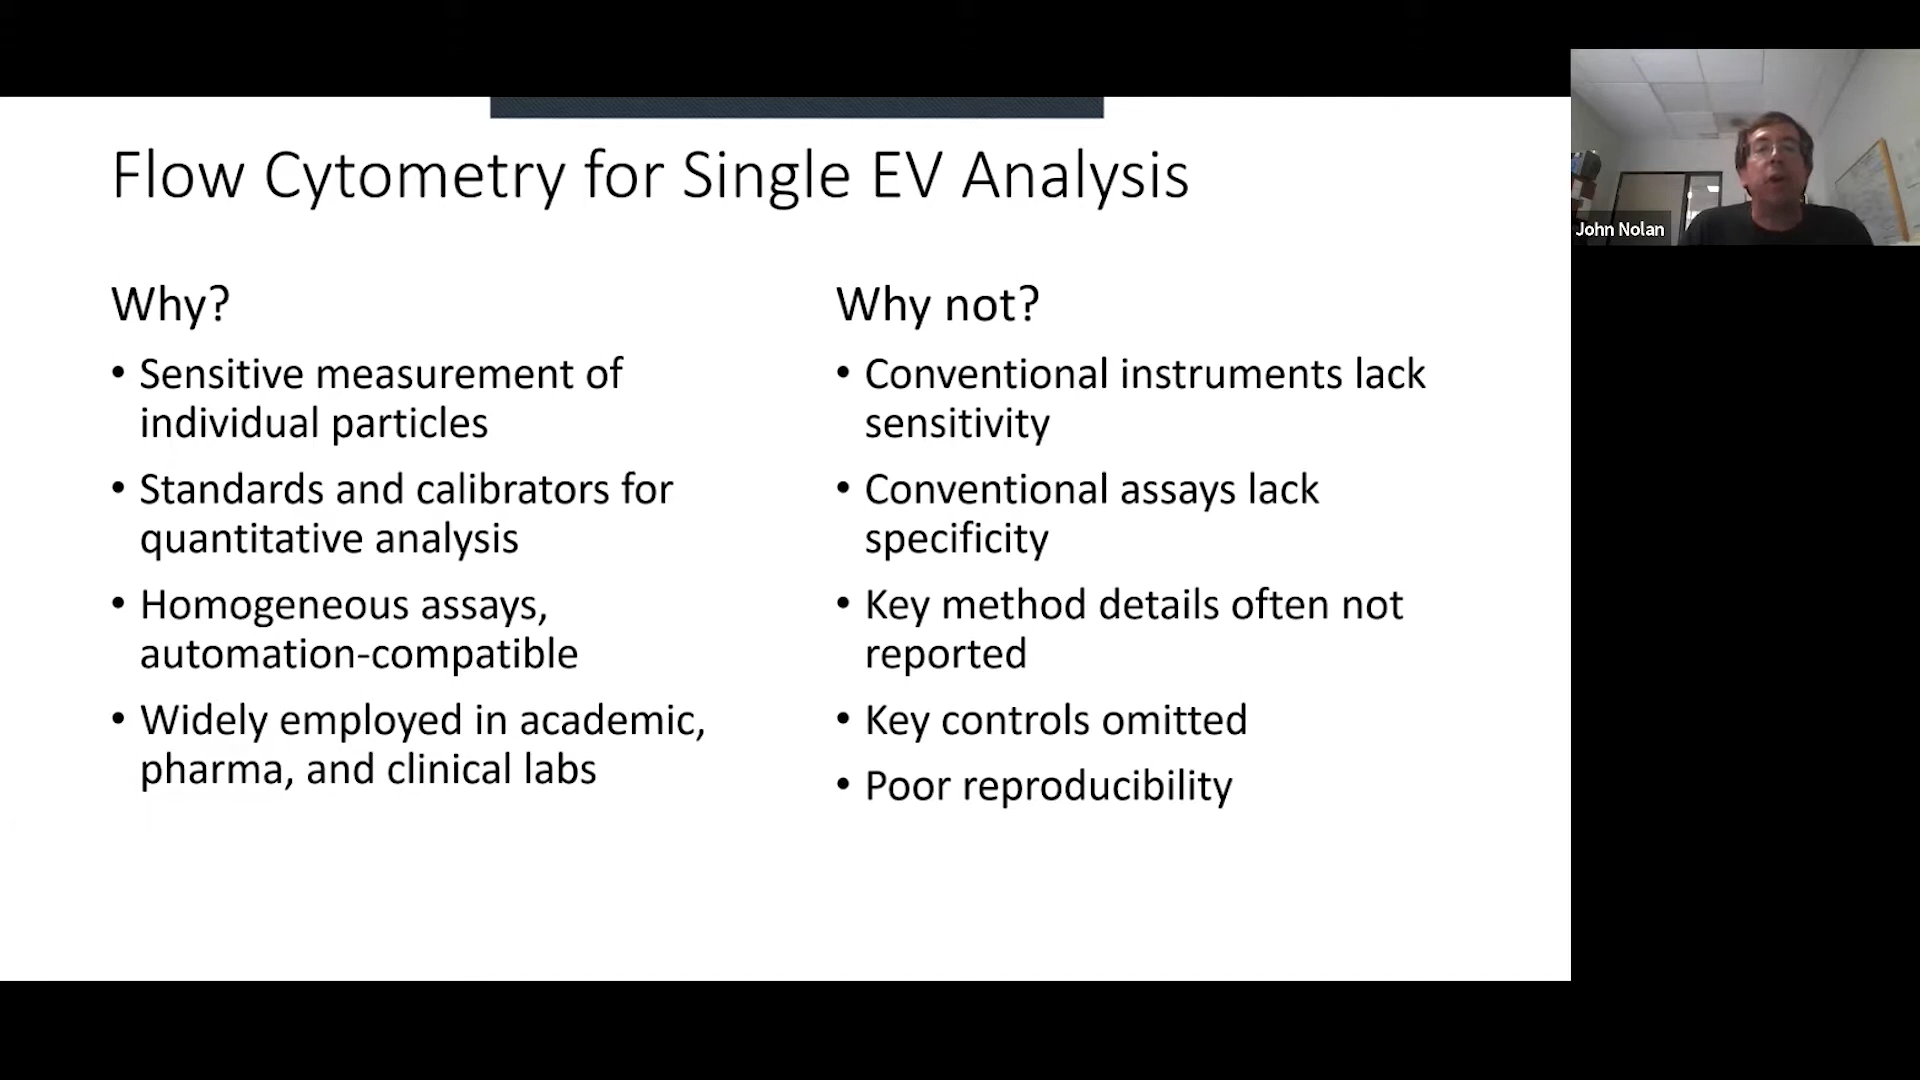 Flow Cytometry for Single EV Analysis
Why?
• Sensitive measurement of
individual particles
• Standards and calibrators for
quantitative analysis
• Homogeneous assays,
automation-compatible
• Widely employed in academic,
pharma, and clinical labs
Why not?
• Conventional instruments lack
sensitivity
• Conventional assays lack
specificity
• Key method details often not
reported
• Key controls omitted
• Poor reproducibility
John Nolan